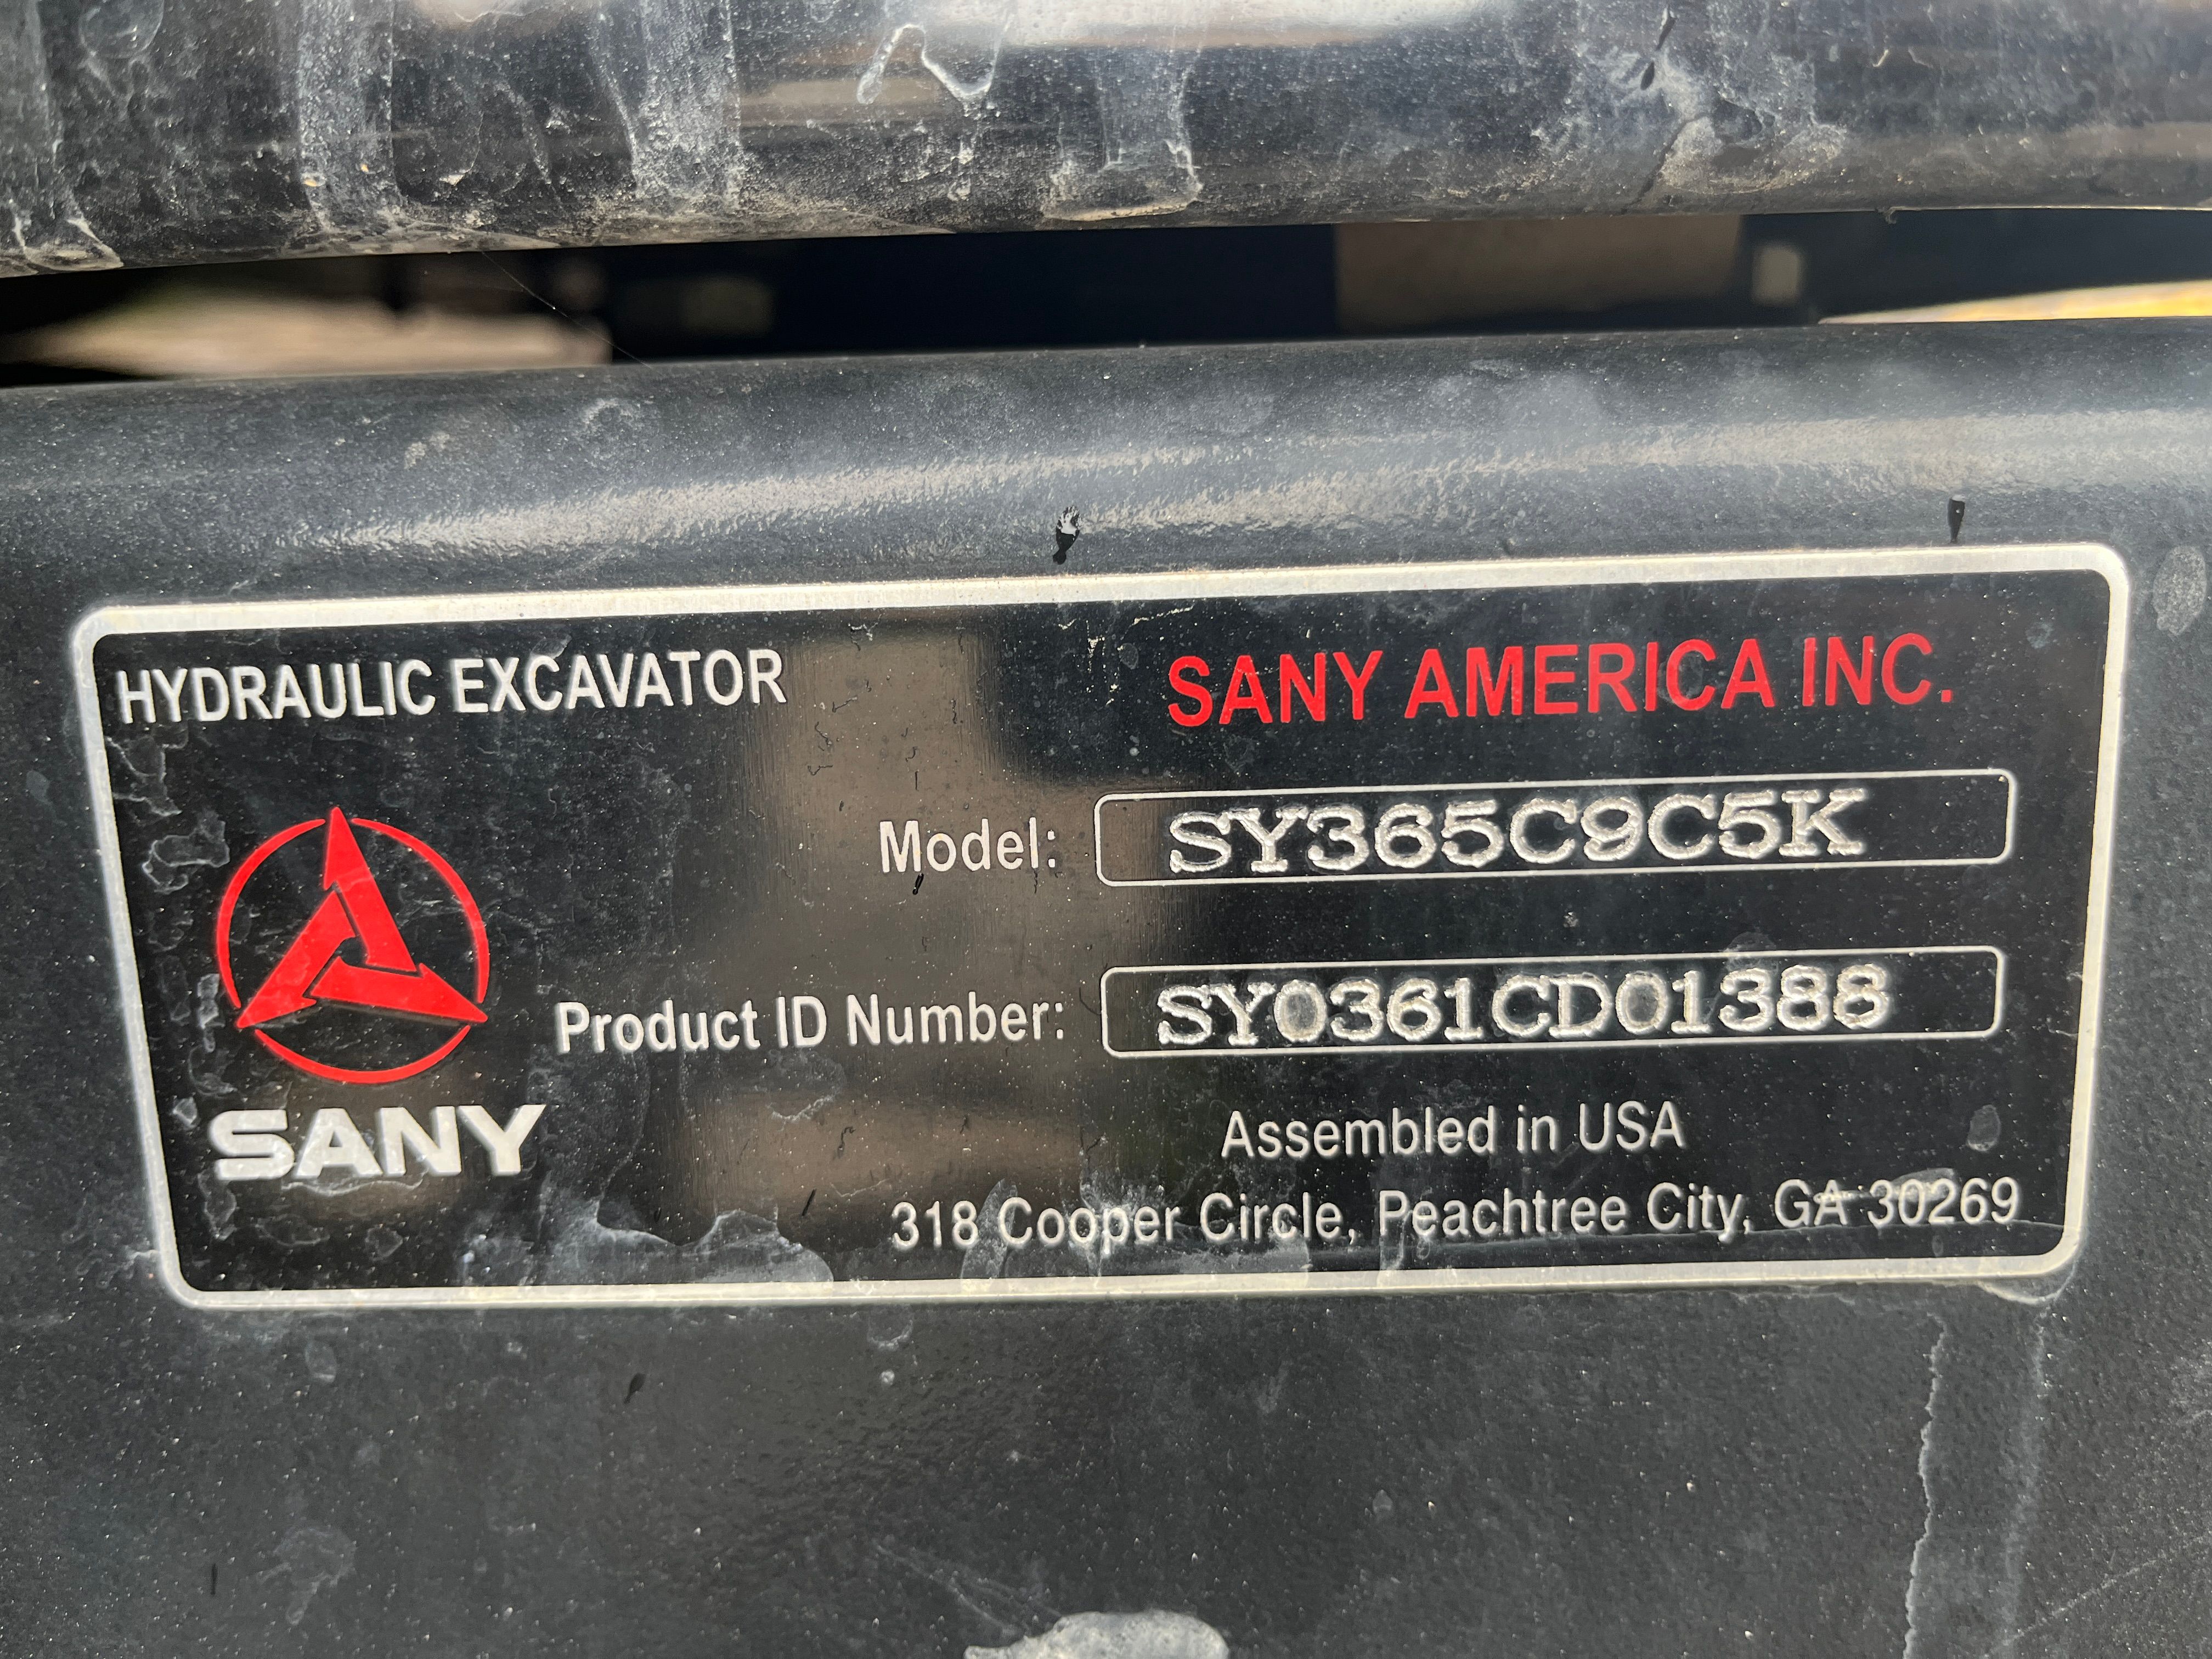 HYDRAULIC EXCAVATOR
SANY AMERICA INC.
Model: SY365C9C5K
Product ID Number: SY0361CD01388
SANY
Assembled in USA
318 Cooper Circle, Peachtree City, GA 30269